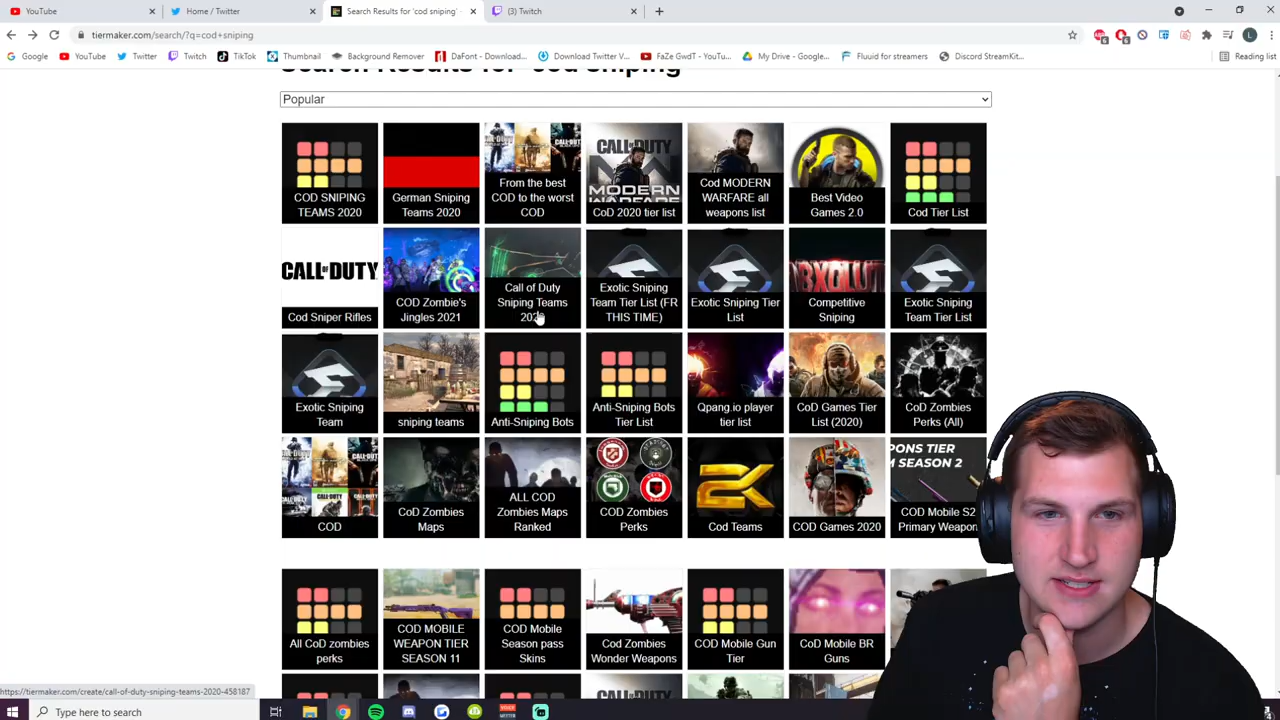 YouTube
Home / Twitter
Search Results for 'cod sniping'
(3) Twitch
tiermaker.com/search/?q=cod+sniping
Google
YouTube
Twitter
Twitch
TikTok
Thumbnail
Background Remover
DaFont - Download...
Download Twitter V...
FaZe GwdT - YouTu...
My Drive - Google...
Fluuid for streamers
Discord StreamKit...
Reading list
Search Results for 'cod sniping'
Popular
COD SNIPING
TEAMS 2020
German Sniping
Teams 2020
From the best
COD to the worst
COD
CALL OF DUTY
MODERN
WARFARE
CoD 2020 tier list
Cod MODERN
WARFARE all
weapons list
Best Video
Games 2.0
Cod Tier List
CALL OF DUTY
Cod Sniper Rifles
COD Zombie's
Jingles 2021
Call of Duty
Sniping Teams
2020
Exotic Sniping
Team Tier List (FR
THIS TIME)
Exotic Sniping Tier
List
Competitive
Sniping
Exotic Sniping
Team Tier List
Exotic Sniping
Team
sniping teams
Anti-Sniping Bots
Anti-Sniping Bots
Tier List
Qpang.io player
tier list
CoD Games Tier
List (2020)
CoD Zombies
Perks (All)
COD
CoD Zombies
Maps
ALL COD
Zombies Maps
Ranked
COD Zombies
Perks
2K
Cod Teams
COD Games 2020
PONS TIER
M SEASON 2
COD Mobile S2
Primary Weapon
All CoD zombies
perks
COD MOBILE
WEAPON TIER
SEASON 11
COD Mobile
Season pass
Skins
Cod Zombies
Wonder Weapons
COD Mobile Gun
Tier
CoD Mobile BR
Guns
https://tiermaker.com/create/call-of-duty-sniping-teams-2020-458187
Type here to search